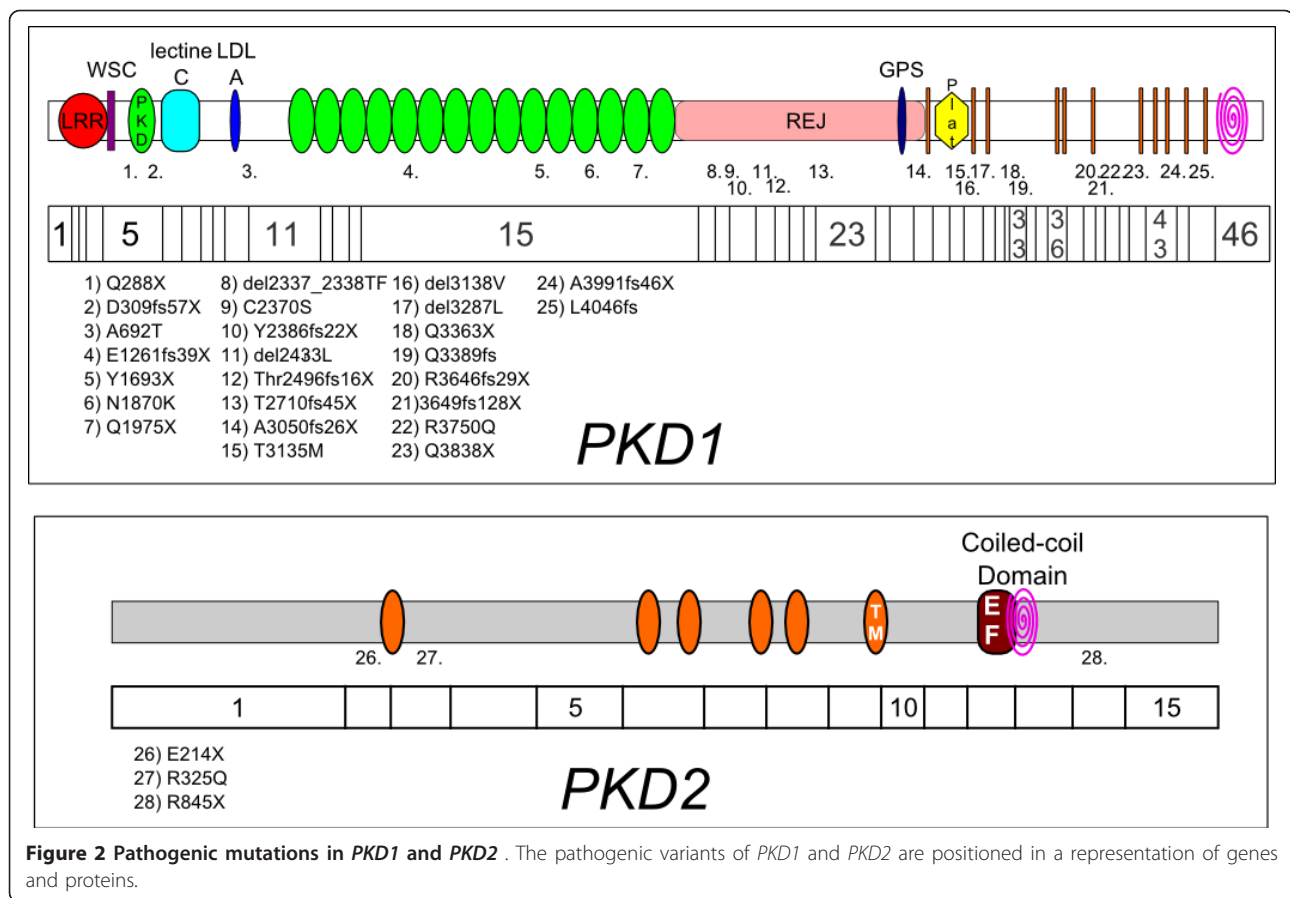 lectine LDL
WSC C A GPS P
LRR PKD REJ lat
1. 2. 3. 4. 5. 6. 7. 8. 9. 11. 13. 14. 15. 17. 18. 20. 22. 23. 24. 25.
10. 12. 16. 19. 21.
1 5 11 15 23 33 36 43 46
1) Q288X
2) D309fs57X
3) A692T
4) E1261fs39X
5) Y1693X
6) N1870K
7) Q1975X
8) del2337_2338TF
9) C2370S
10) Y2386fs22X
11) del2433L
12) Thr2496fs16X
13) T2710fs45X
14) A3050fs26X
15) T3135M
16) del3138V
17) del3287L
18) Q3363X
19) Q3389fs
20) R3646fs29X
21)3649fs128X
22) R3750Q
23) Q3838X
24) A3991fs46X
25) L4046fs
PKD1
Coiled-coil
Domain
TM EF
26. 27. 28.
1 5 10 15
26) E214X
27) R325Q
28) R845X
PKD2
Figure 2 Pathogenic mutations in PKD1 and PKD2 . The pathogenic variants of PKD1 and PKD2 are positioned in a representation of genes
and proteins.